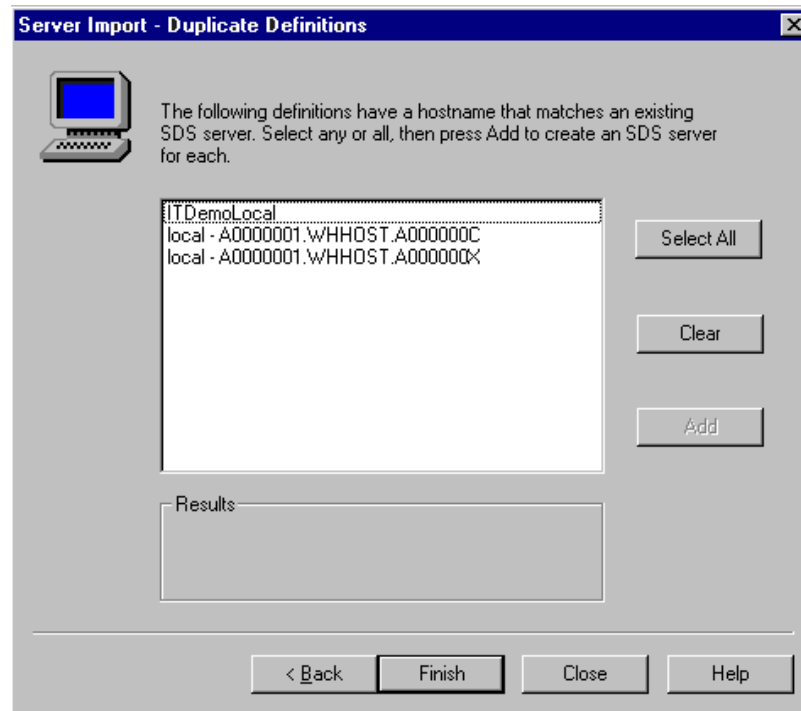 Server Import - Duplicate Definitions
The following definitions have a hostname that matches an existing
SDS server. Select any or all, then press Add to create an SDS server
for each.
ITDemoLocal
local - A0000001.WHHOST.A000000C
local - A0000001.WHHOST.A000000X
Select All
Clear
Add
Results
< Back
Finish
Close
Help